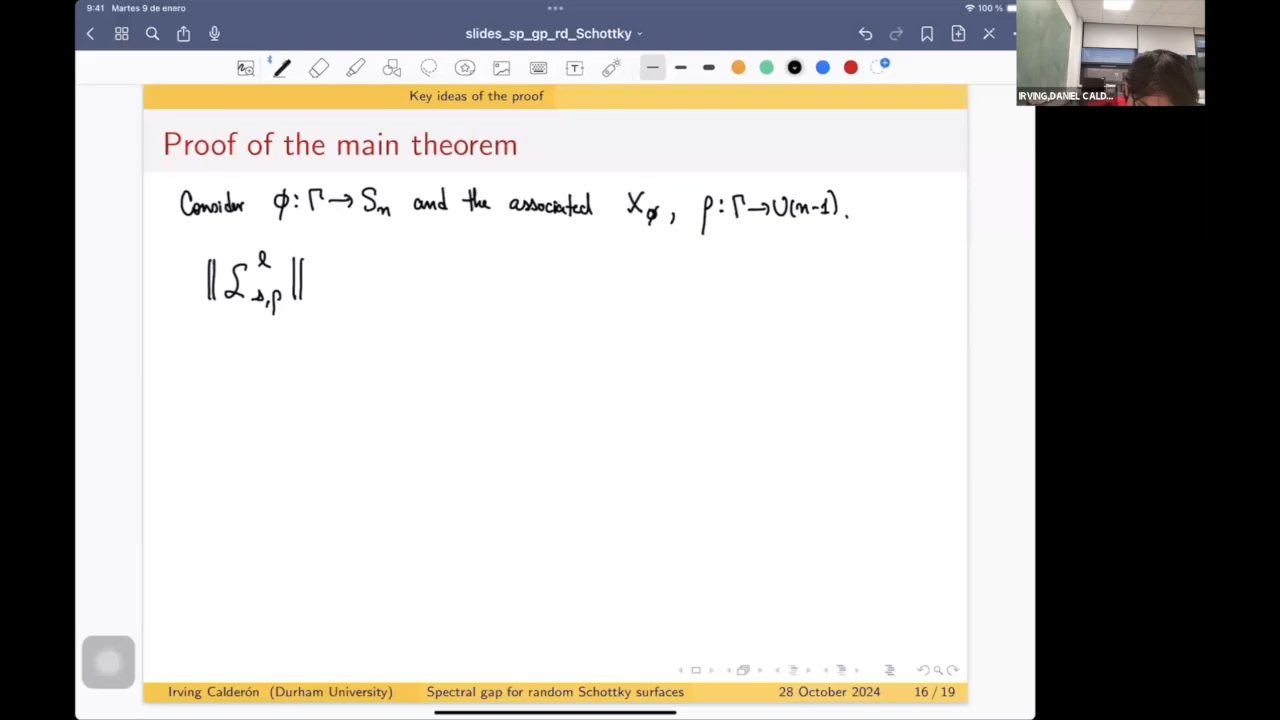 9:41 Martes 9 de enero
100 %
slides_sp_gp_rd_Schottky
IRVING,DANIEL CALD...
Key ideas of the proof
Proof of the main theorem
Consider ϕ : Γ → Sₙ and the associated X_ϕ, ρ : Γ → U(n-1).
‖ℒ^ℓ_{s,ρ}‖
Irving Calderón (Durham University) Spectral gap for random Schottky surfaces 28 October 2024 16 / 19